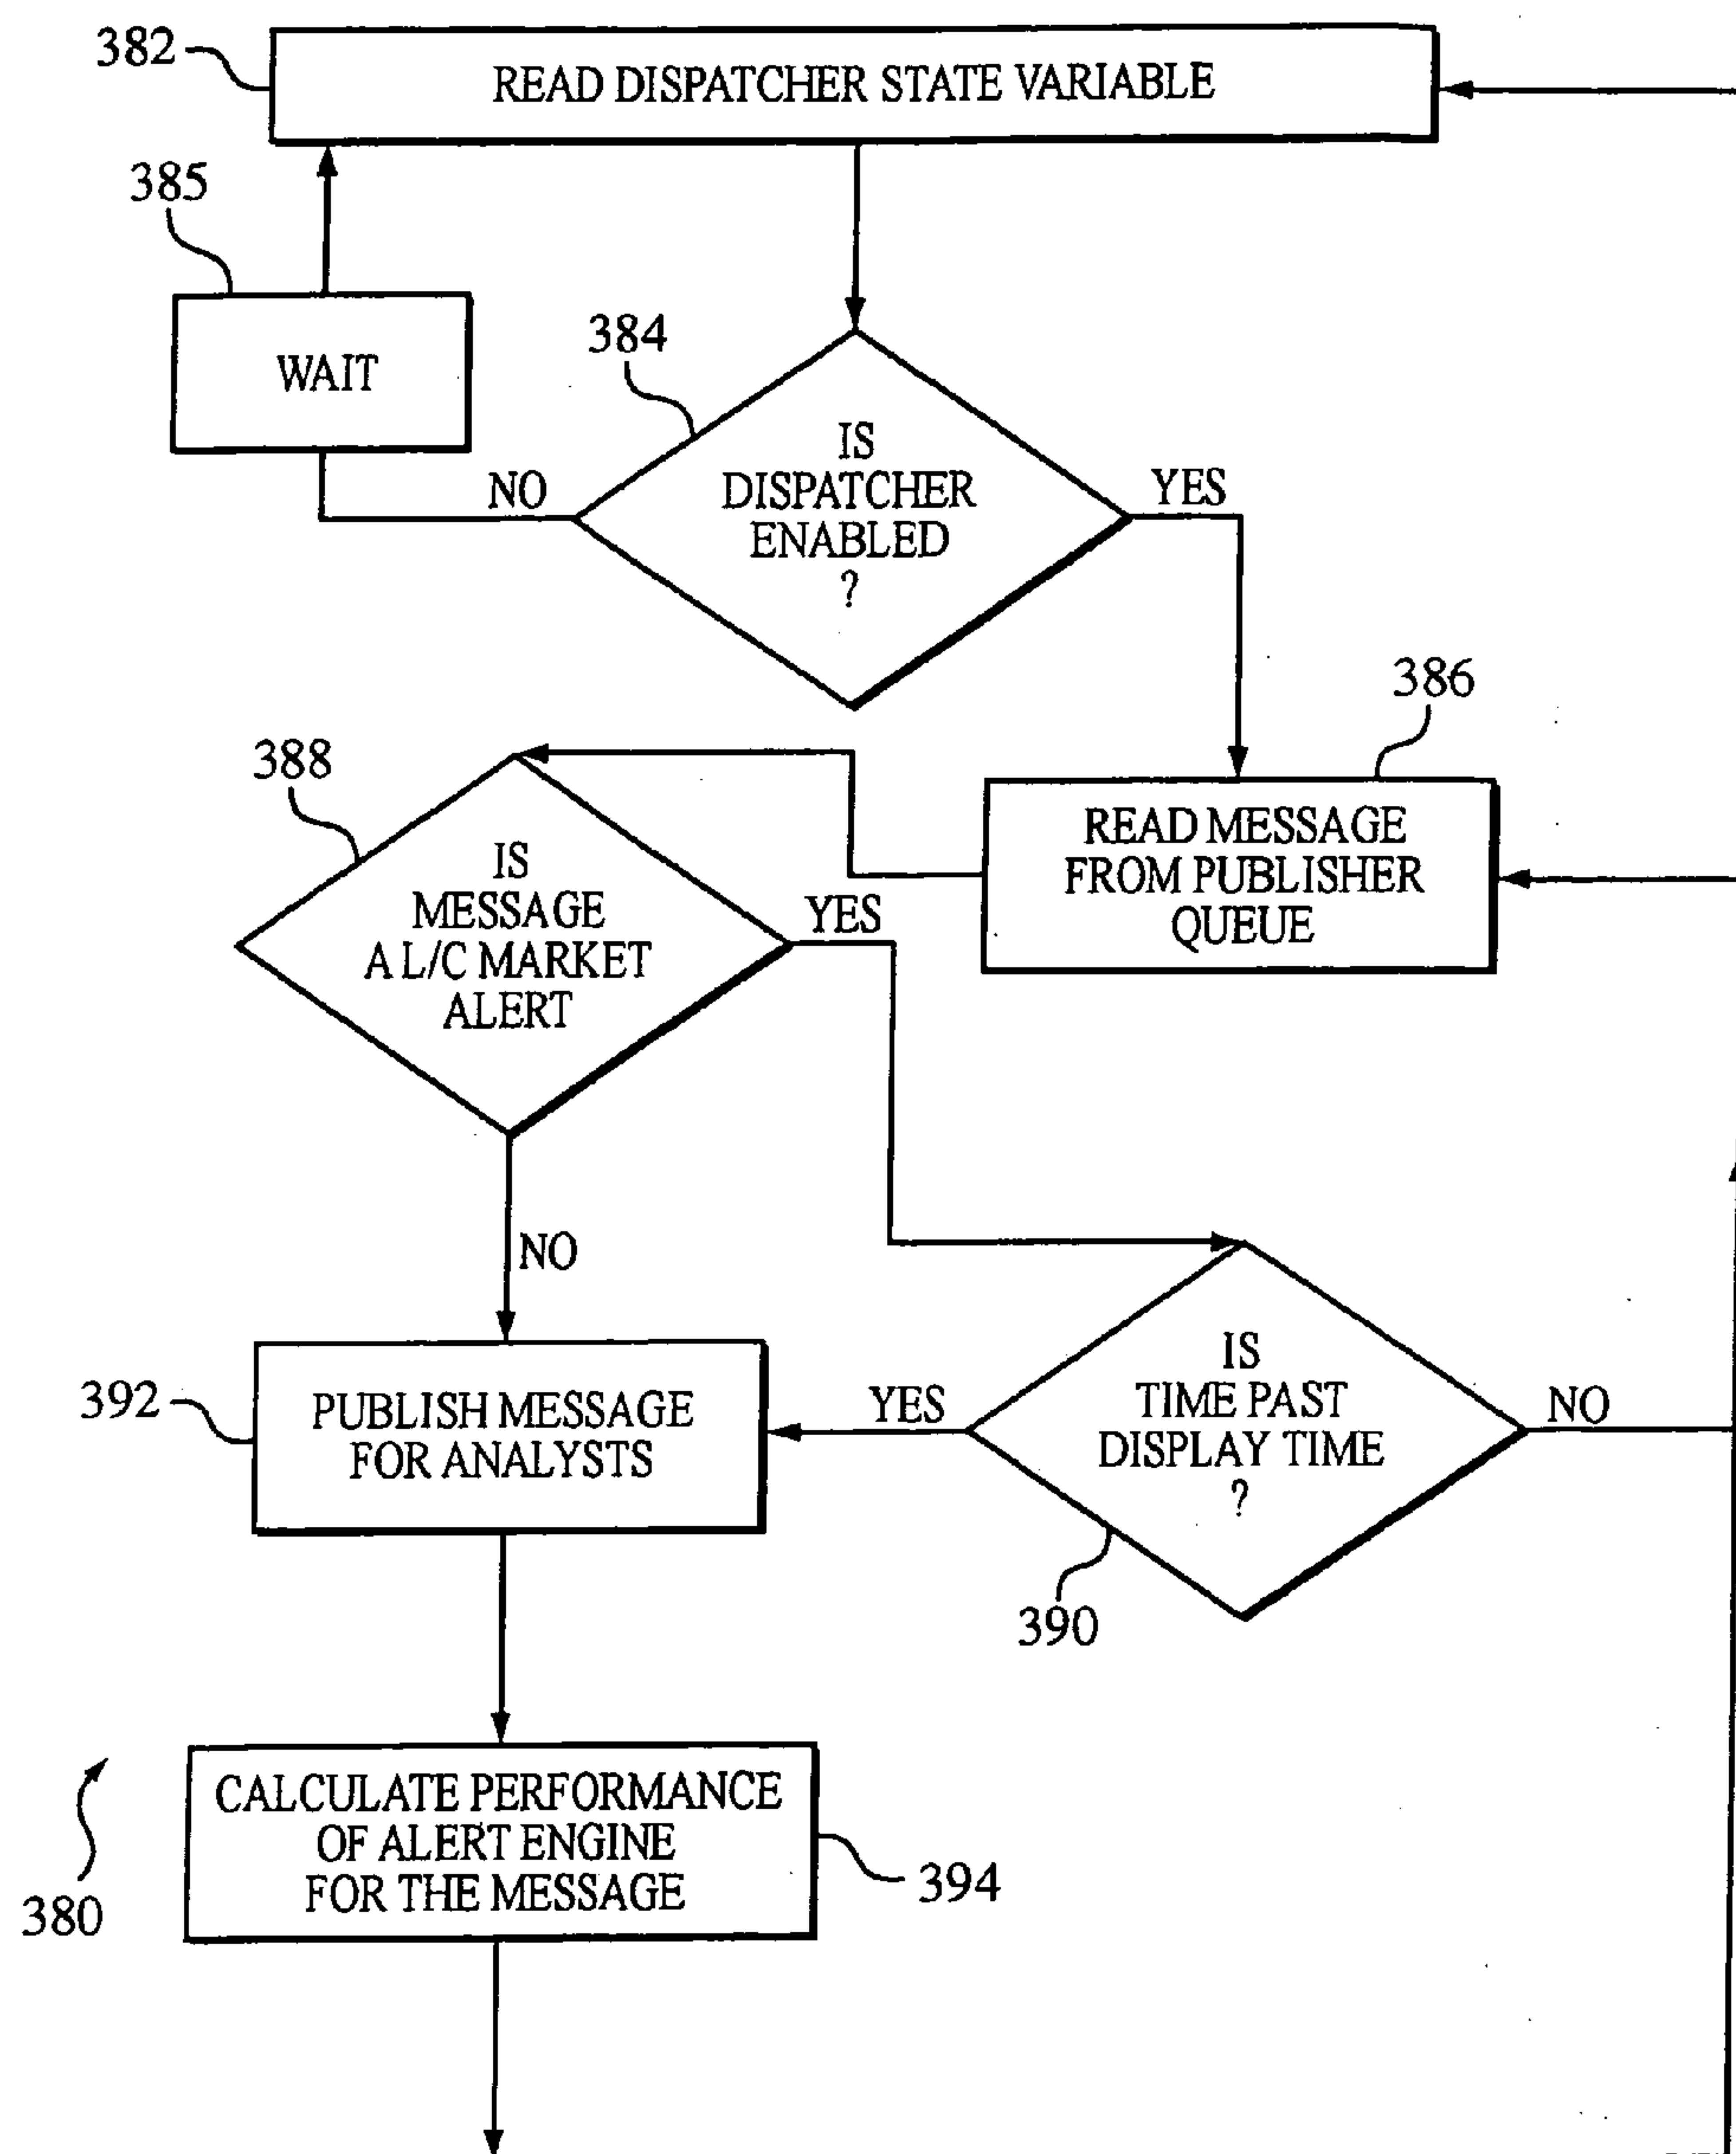 382
READ DISPATCHER STATE VARIABLE
385
WAIT
384
IS
DISPATCHER
ENABLED
?
NO
YES
386
READ MESSAGE
FROM PUBLISHER
QUEUE
388
IS
MESSAGE
A L/C MARKET
ALERT
YES
NO
IS
TIME PAST
DISPLAY TIME
?
YES
NO
390
392
PUBLISH MESSAGE
FOR ANALYSTS
CALCULATE PERFORMANCE
OF ALERT ENGINE
FOR THE MESSAGE
394
380